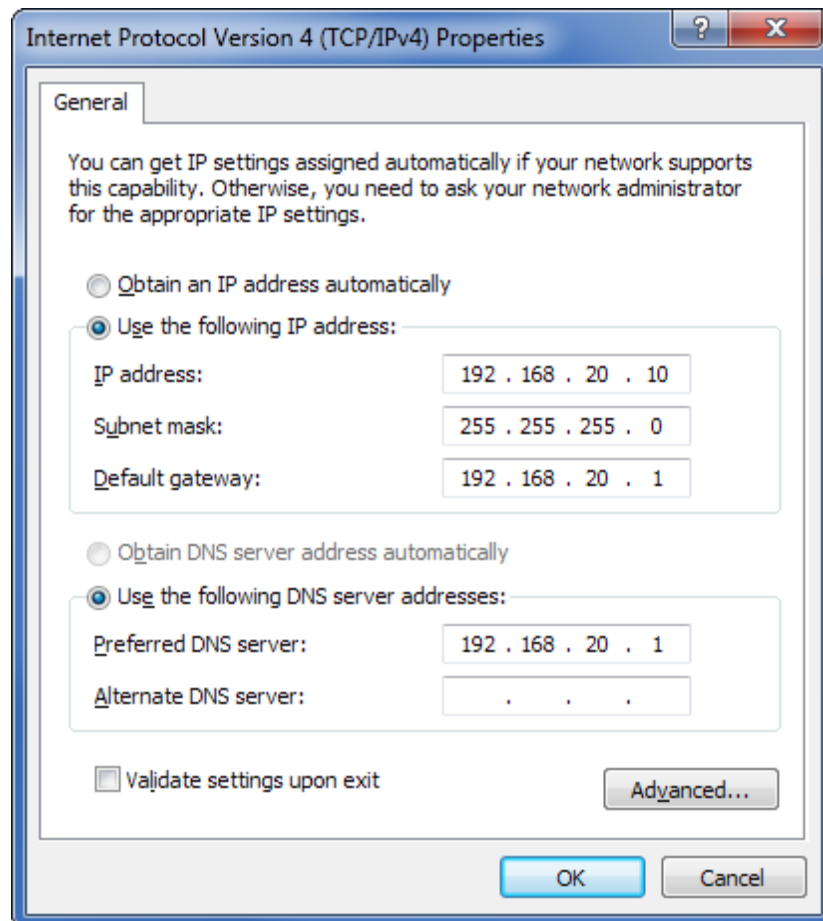 Internet Protocol Version 4 (TCP/IPv4) Properties
General
You can get IP settings assigned automatically if your network supports
this capability. Otherwise, you need to ask your network administrator
for the appropriate IP settings.
Obtain an IP address automatically
Use the following IP address:
IP address: 192 . 168 . 20 . 10
Subnet mask: 255 . 255 . 255 . 0
Default gateway: 192 . 168 . 20 . 1
Obtain DNS server address automatically
Use the following DNS server addresses:
Preferred DNS server: 192 . 168 . 20 . 1
Alternate DNS server: . . .
Validate settings upon exit
Advanced...
OK Cancel